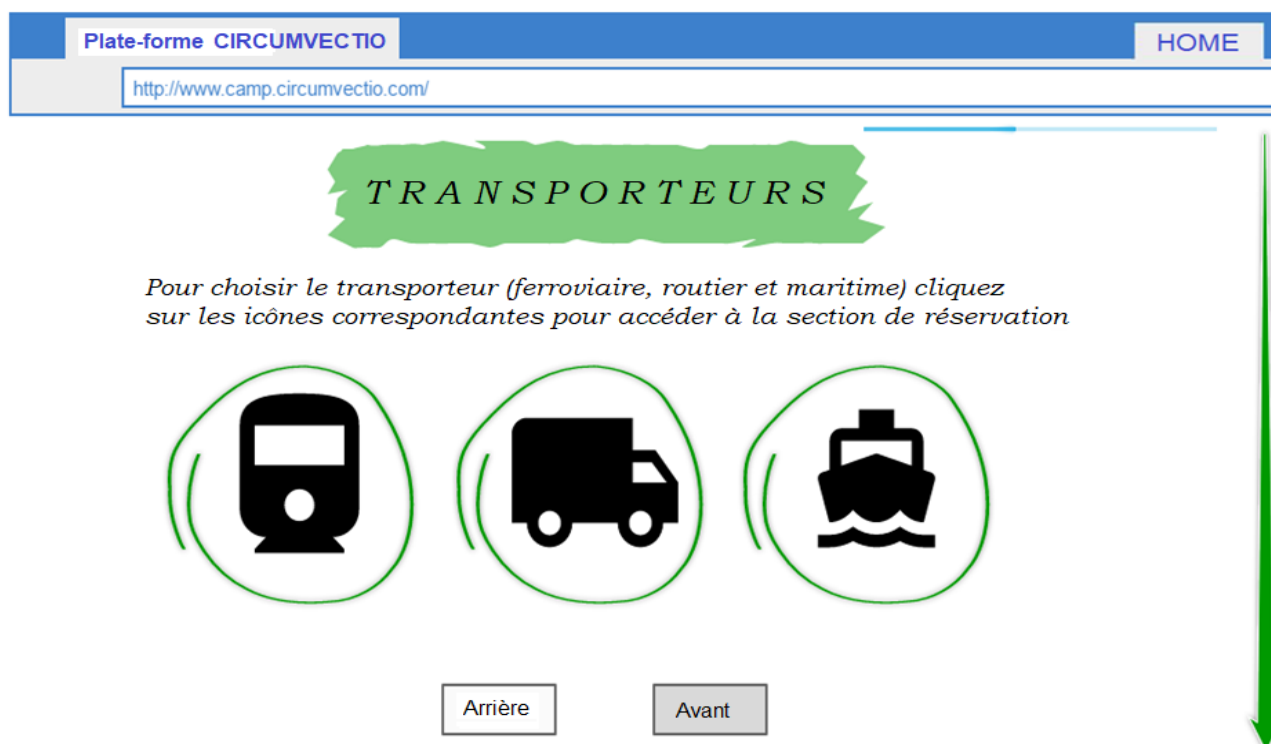 Plate-forme CIRCUMVECTIO
HOME
http://www.camp.circumvectio.com/
TRANSPORTEURS
Pour choisir le transporteur (ferroviaire, routier et maritime) cliquez
sur les icônes correspondantes pour accéder à la section de réservation
Arrière
Avant